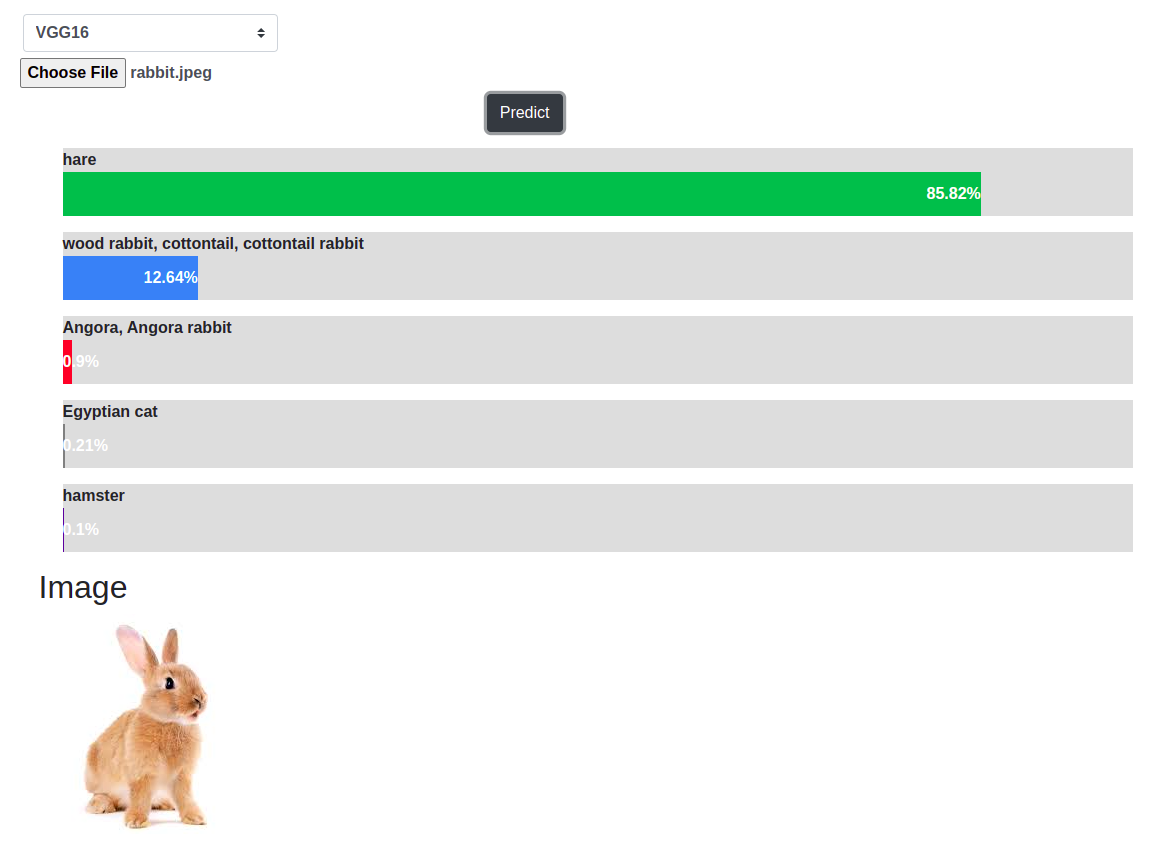 VGG16
Choose File rabbit.jpeg
Predict
hare
85.82%
wood rabbit, cottontail, cottontail rabbit
12.64%
Angora, Angora rabbit
0.9%
Egyptian cat
0.21%
hamster
0.1%
Image